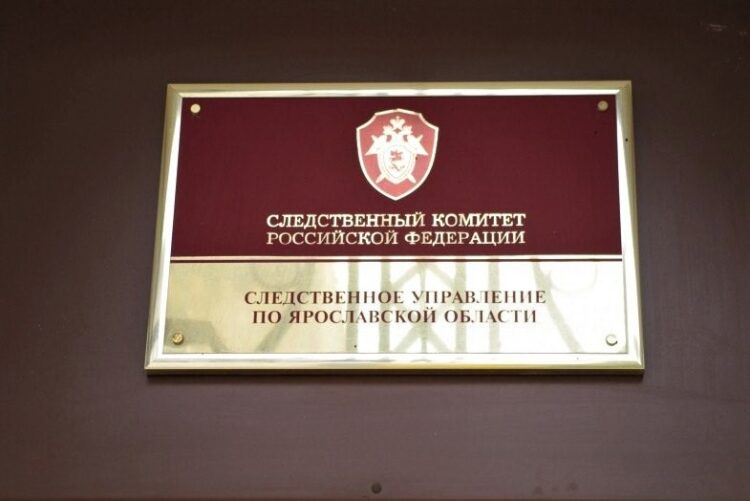 СЛЕДСТВЕННЫЙ КОМИТЕТ
РОССИЙСКОЙ ФЕДЕРАЦИИ
СЛЕДСТВЕННОЕ УПРАВЛЕНИЕ
ПО ЯРОСЛАВСКОЙ ОБЛАСТИ